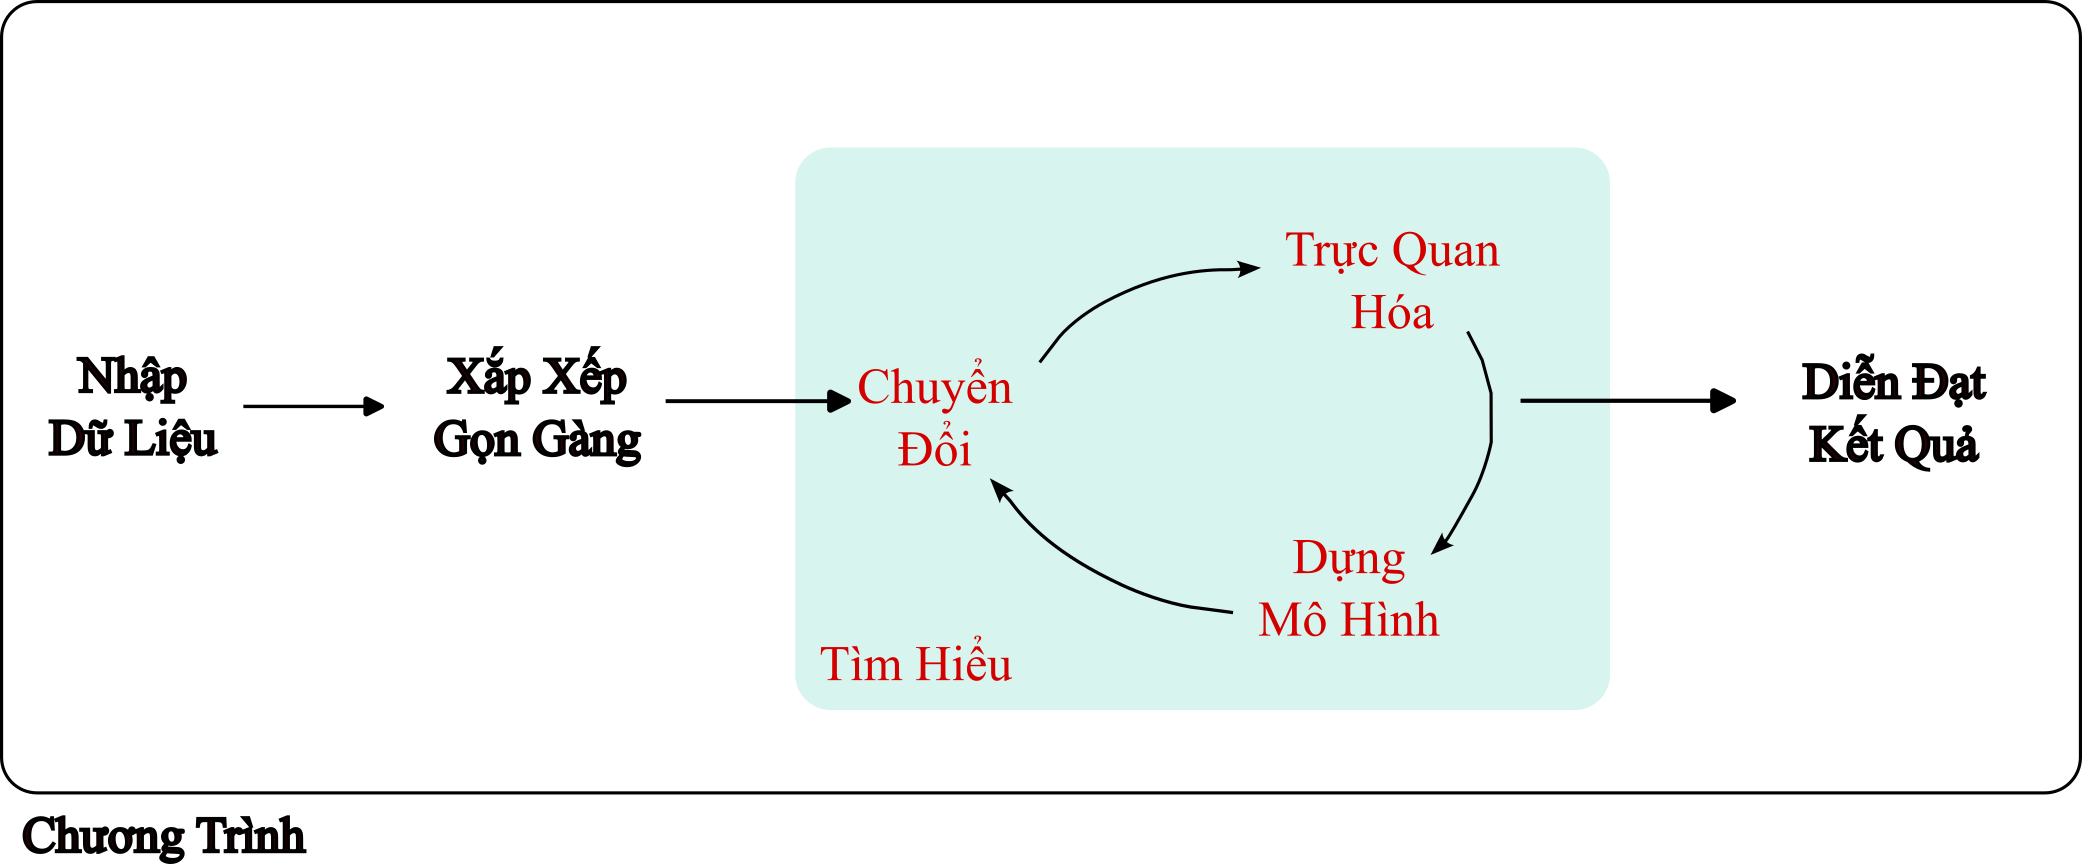 Nhập
Dữ Liệu
Xắp Xếp
Gọn Gàng
Chuyển
Đổi
Trực Quan
Hóa
Dựng
Mô Hình
Tìm Hiểu
Diễn Đạt
Kết Quả
Chương Trình